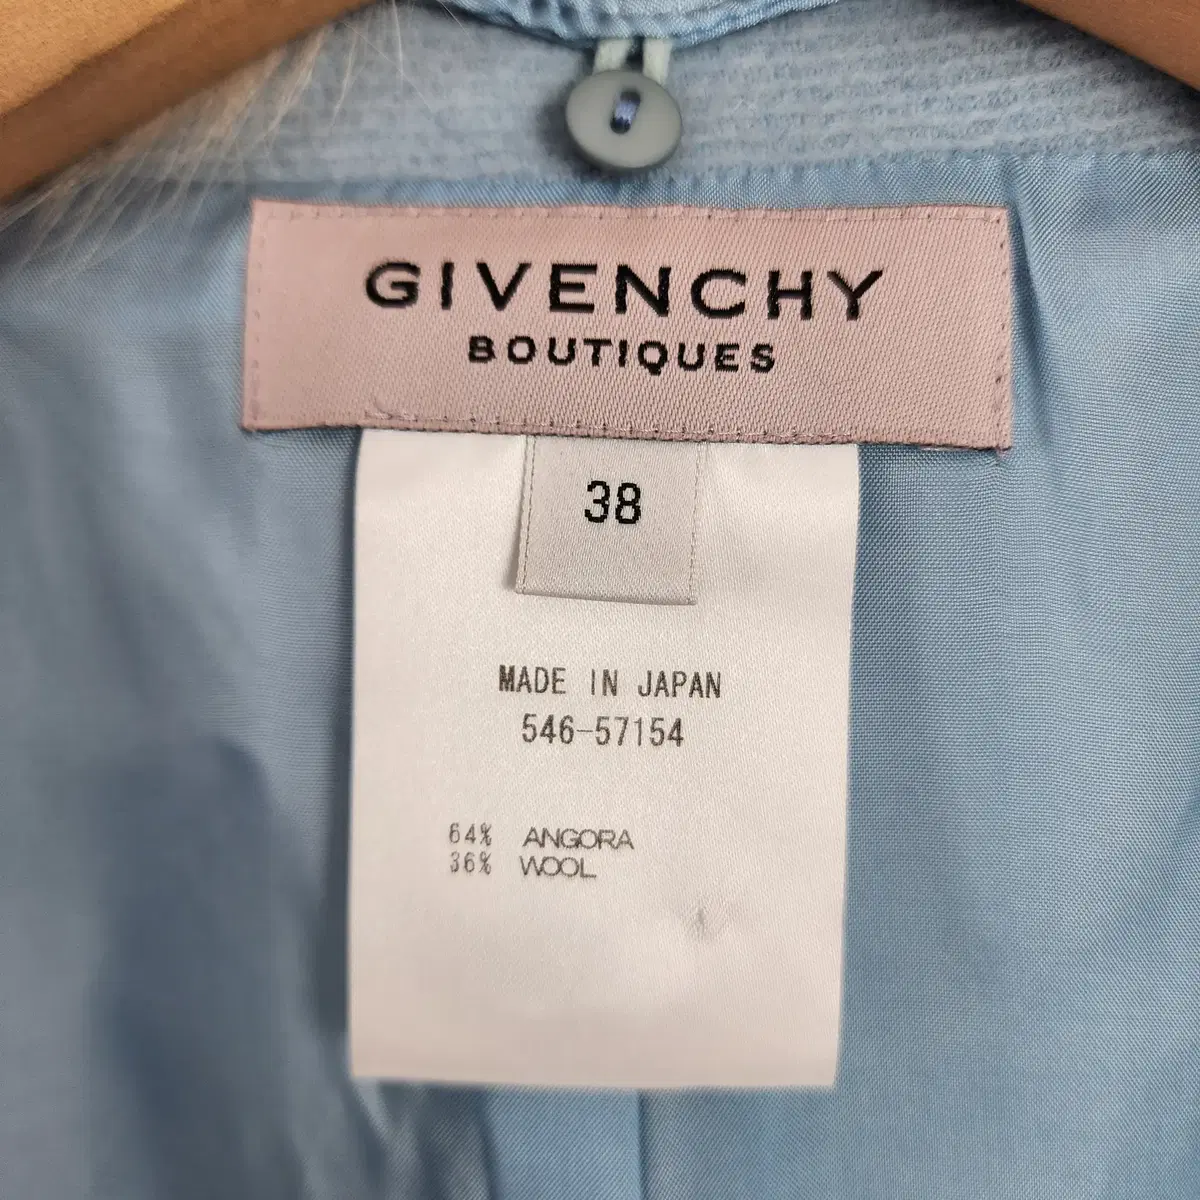 GIVENCHY
BOUTIQUES
38
MADE IN JAPAN
546-57154
64% ANGORA
36% WOOL